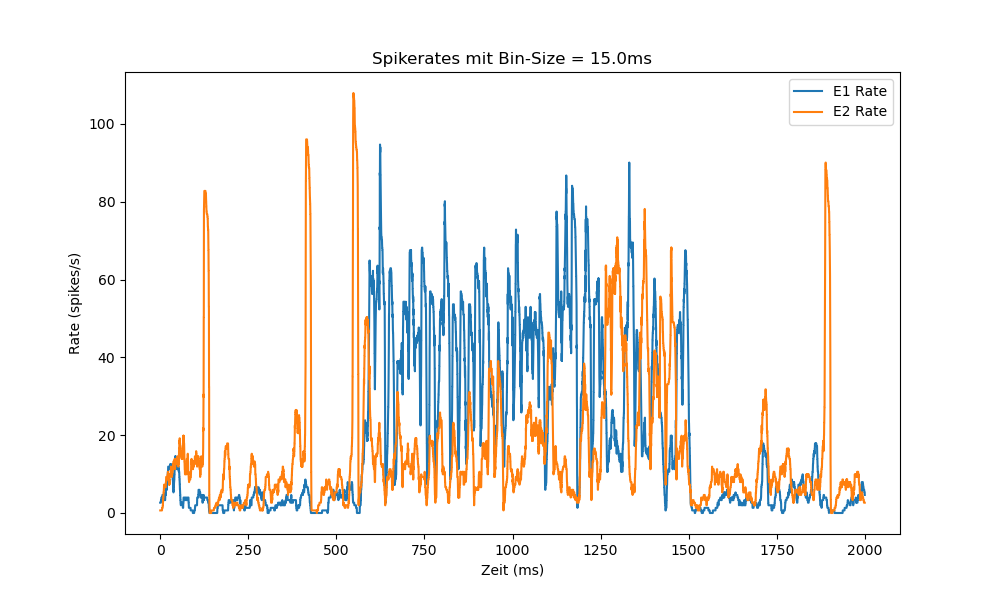 Spikerates mit Bin-Size = 15.0ms
E1 Rate
E2 Rate
100
80
60
40
20
0
Rate (spikes/s)
0 250 500 750 1000 1250 1500 1750 2000
Zeit (ms)